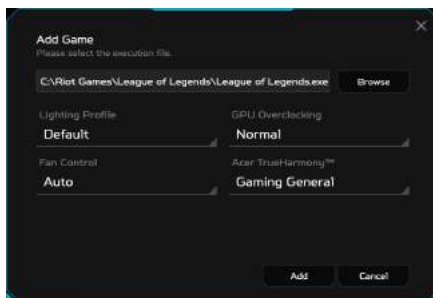 Add Game
Please select the execution file.
C:\Riot Games\League of Legends\League of Legends.exe
Browse
Lighting Profile
GPU Overclocking
Default
Normal
Fan Control
Acer TrueHarmony™
Auto
Gaming General
Add
Cancel